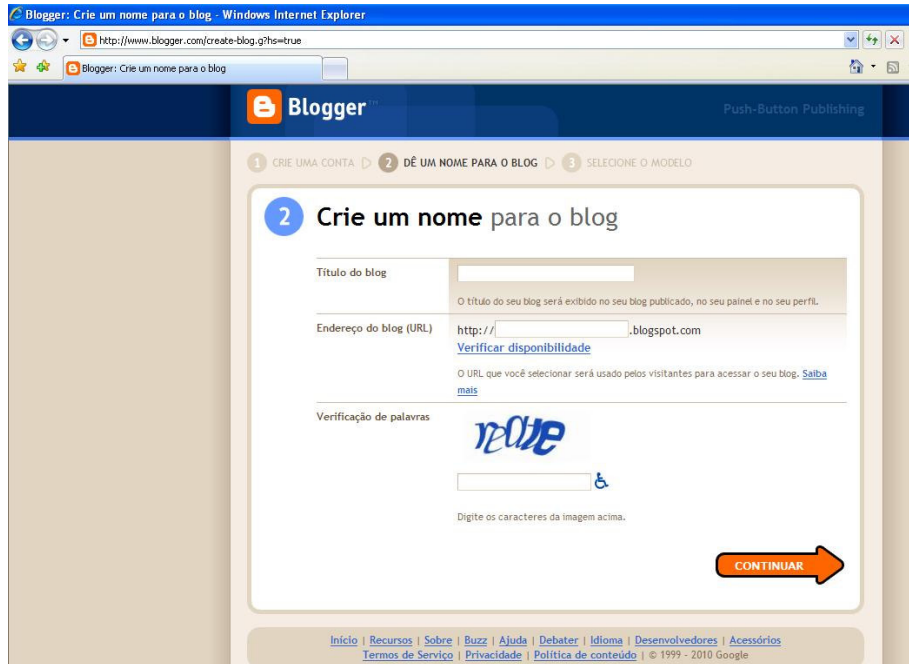 Blogger: Crie um nome para o blog - Windows Internet Explorer
http://www.blogger.com/create-blog.g?hs=true
Blogger: Crie um nome para o blog
Blogger™ Push-Button Publishing
1 CRIE UMA CONTA 2 DÊ UM NOME PARA O BLOG 3 SELECIONE O MODELO
2 Crie um nome para o blog
Título do blog
O título do seu blog será exibido no seu blog publicado, no seu painel e no seu perfil.
Endereço do blog (URL) http:// .blogspot.com
Verificar disponibilidade
O URL que você selecionar será usado pelos visitantes para acessar o seu blog. Saiba
mais
Verificação de palavras
Digite os caracteres da imagem acima.
CONTINUAR
Início | Recursos | Sobre | Buzz | Ajuda | Debater | Idioma | Desenvolvedores | Acessórios
Termos de Serviço | Privacidade | Política de conteúdo | © 1999 - 2010 Google